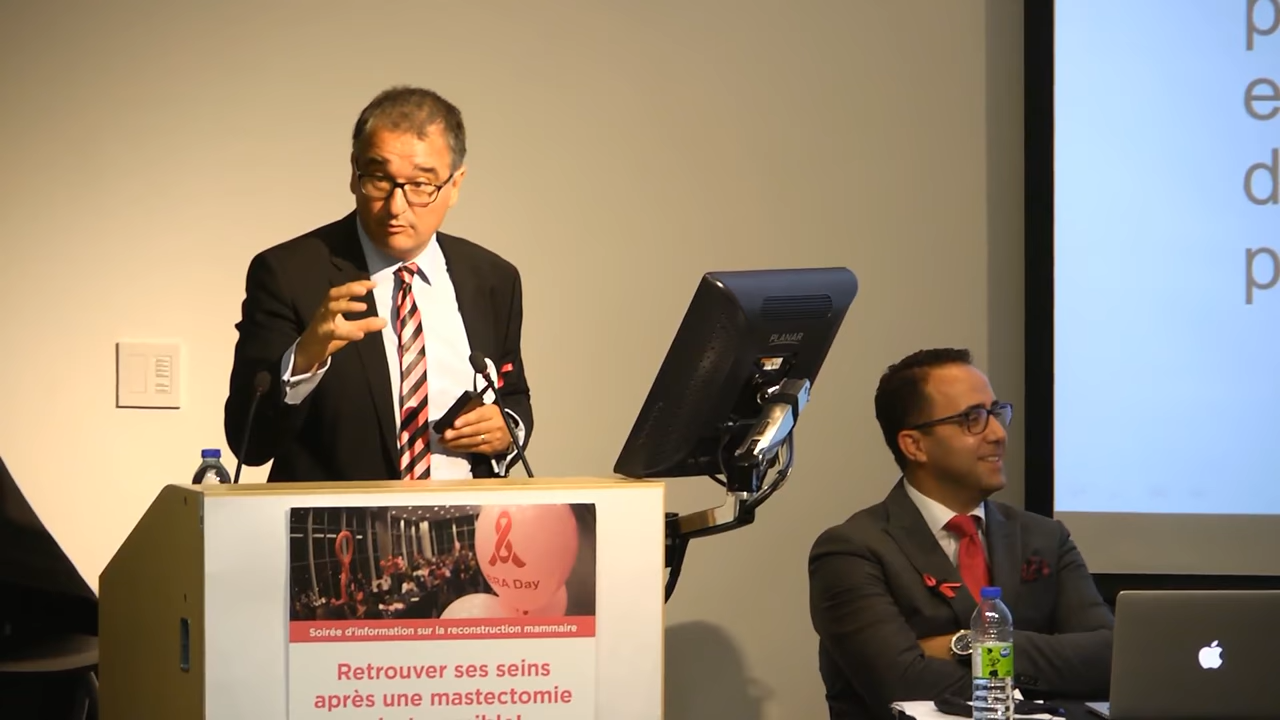 p
e
d
p
PLANAR
BRA Day
Soirée d'information sur la reconstruction mammaire
Retrouver ses seins
après une mastectomie